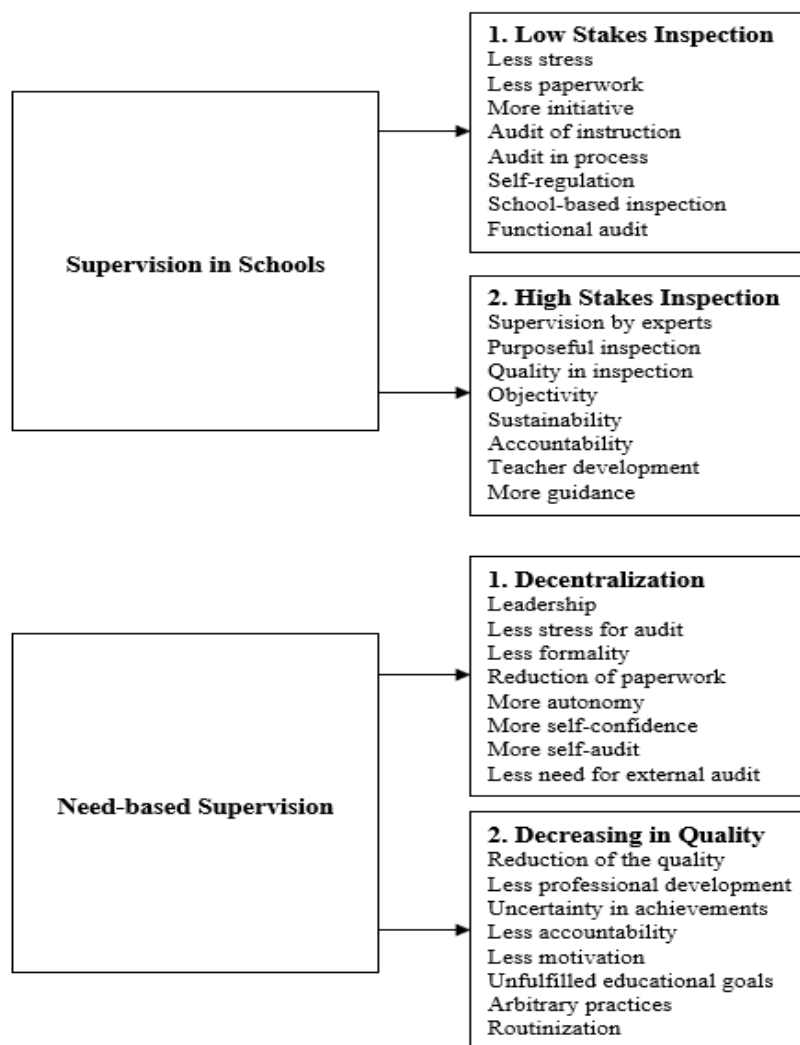 Supervision in Schools
1. Low Stakes Inspection
Less stress
Less paperwork
More initiative
Audit of instruction
Audit in process
Self-regulation
School-based inspection
Functional audit
2. High Stakes Inspection
Supervision by experts
Purposeful inspection
Quality in inspection
Objectivity
Sustainability
Accountability
Teacher development
More guidance
Need-based Supervision
1. Decentralization
Leadership
Less stress for audit
Less formality
Reduction of paperwork
More autonomy
More self-confidence
More self-audit
Less need for external audit
2. Decreasing in Quality
Reduction of the quality
Less professional development
Uncertainty in achievements
Less accountability
Less motivation
Unfulfilled educational goals
Arbitrary practices
Routinization